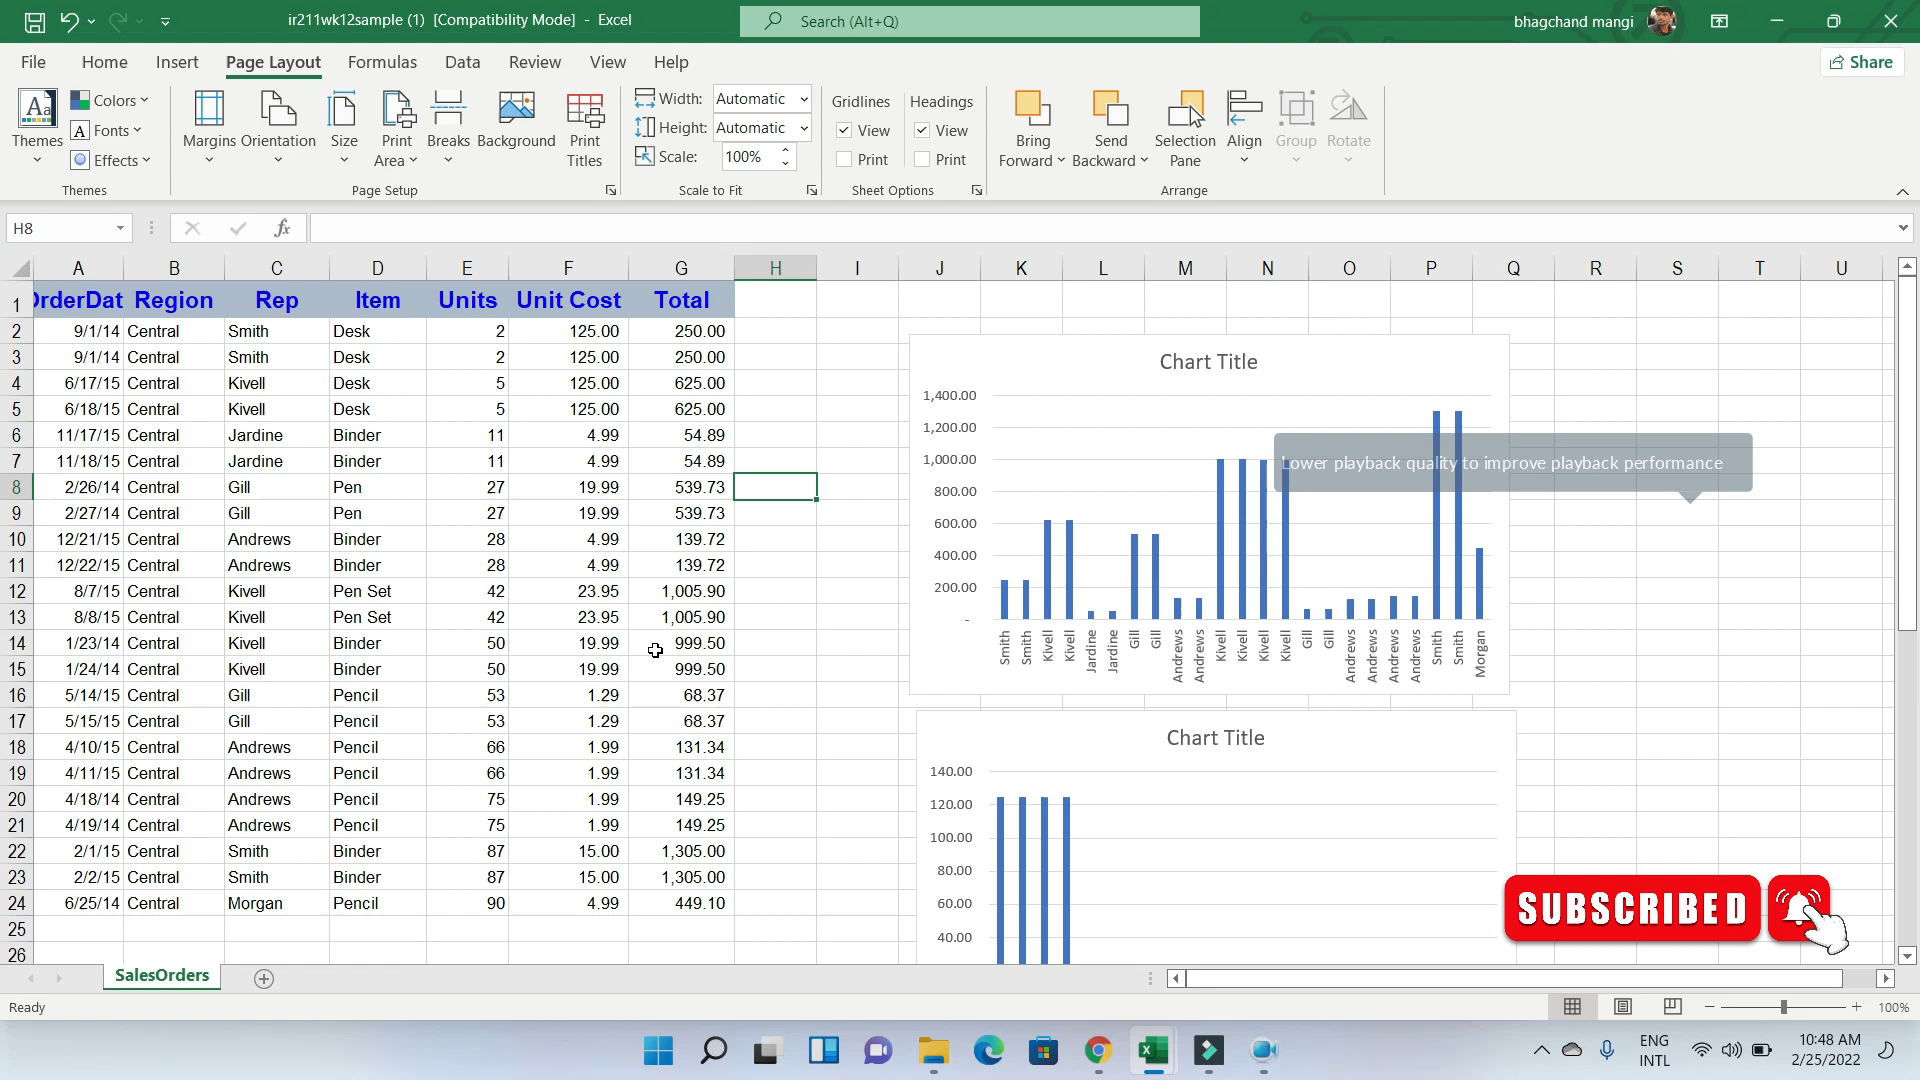 ir211wk12sample (1) [Compatibility Mode] - Excel
Search (Alt+Q)
bhagchand mangi
File Home Insert Page Layout Formulas Data Review View Help
Share
Themes
Colors
Fonts
Effects
Margins
Orientation
Size
Print Area
Breaks
Background
Print Titles
Width: Automatic
Height: Automatic
Scale: 100%
Gridlines
View
Print
Headings
View
Print
Bring Forward
Send Backward
Selection Pane
Align
Group
Rotate
Themes Page Setup Scale to Fit Sheet Options Arrange
H8
fx
A B C D E F G H I J K L M N O P Q R S T U
1 OrderDat Region Rep Item Units Unit Cost Total
2 9/1/14 Central Smith Desk 2 125.00 250.00
3 9/1/14 Central Smith Desk 2 125.00 250.00
4 6/17/15 Central Kivell Desk 5 125.00 625.00
5 6/18/15 Central Kivell Desk 5 125.00 625.00
6 11/17/15 Central Jardine Binder 11 4.99 54.89
7 11/18/15 Central Jardine Binder 11 4.99 54.89
8 2/26/14 Central Gill Pen 27 19.99 539.73
9 2/27/14 Central Gill Pen 27 19.99 539.73
10 12/21/15 Central Andrews Binder 28 4.99 139.72
11 12/22/15 Central Andrews Binder 28 4.99 139.72
12 8/7/15 Central Kivell Pen Set 42 23.95 1,005.90
13 8/8/15 Central Kivell Pen Set 42 23.95 1,005.90
14 1/23/14 Central Kivell Binder 50 19.99 999.50
15 1/24/14 Central Kivell Binder 50 19.99 999.50
16 5/14/15 Central Gill Pencil 53 1.29 68.37
17 5/15/15 Central Gill Pencil 53 1.29 68.37
18 4/10/15 Central Andrews Pencil 66 1.99 131.34
19 4/11/15 Central Andrews Pencil 66 1.99 131.34
20 4/18/14 Central Andrews Pencil 75 1.99 149.25
21 4/19/14 Central Andrews Pencil 75 1.99 149.25
22 2/1/15 Central Smith Binder 87 15.00 1,305.00
23 2/2/15 Central Smith Binder 87 15.00 1,305.00
24 6/25/14 Central Morgan Pencil 90 4.99 449.10
25
26
Chart Title
1,400.00
1,200.00
1,000.00
800.00
600.00
400.00
200.00
-
Smith Smith Kivell Kivell Jardine Jardine Gill Gill Andrews Andrews Kivell Kivell Kivell Kivell Gill Gill Andrews Andrews Andrews Andrews Smith Smith Morgan
Lower playback quality to improve playback performance
Chart Title
140.00
120.00
100.00
80.00
60.00
40.00
SUBSCRIBED
SalesOrders
Ready
100%
ENG
INTL
10:48 AM
2/25/2022